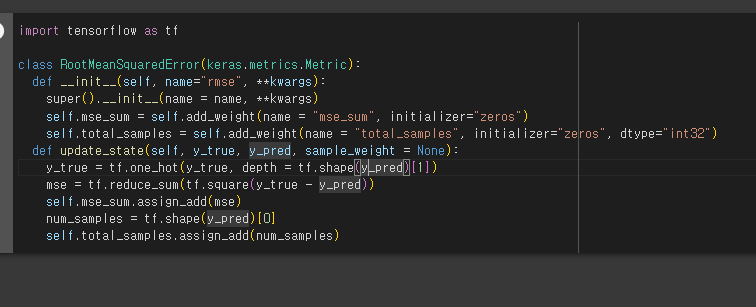 import tensorflow as tf
class RootMeanSquaredError(keras.metrics.Metric):
def __init__(self, name="rmse", **kwargs):
super().__init__(name = name, **kwargs)
self.mse_sum = self.add_weight(name = "mse_sum", initializer="zeros")
self.total_samples = self.add_weight(name = "total_samples", initializer="zeros", dtype="int32")
def update_state(self, y_true, y_pred, sample_weight = None):
y_true = tf.one_hot(y_true, depth = tf.shape(y_pred)[1])
mse = tf.reduce_sum(tf.square(y_true - y_pred))
self.mse_sum.assign_add(mse)
num_samples = tf.shape(y_pred)[0]
self.total_samples.assign_add(num_samples)